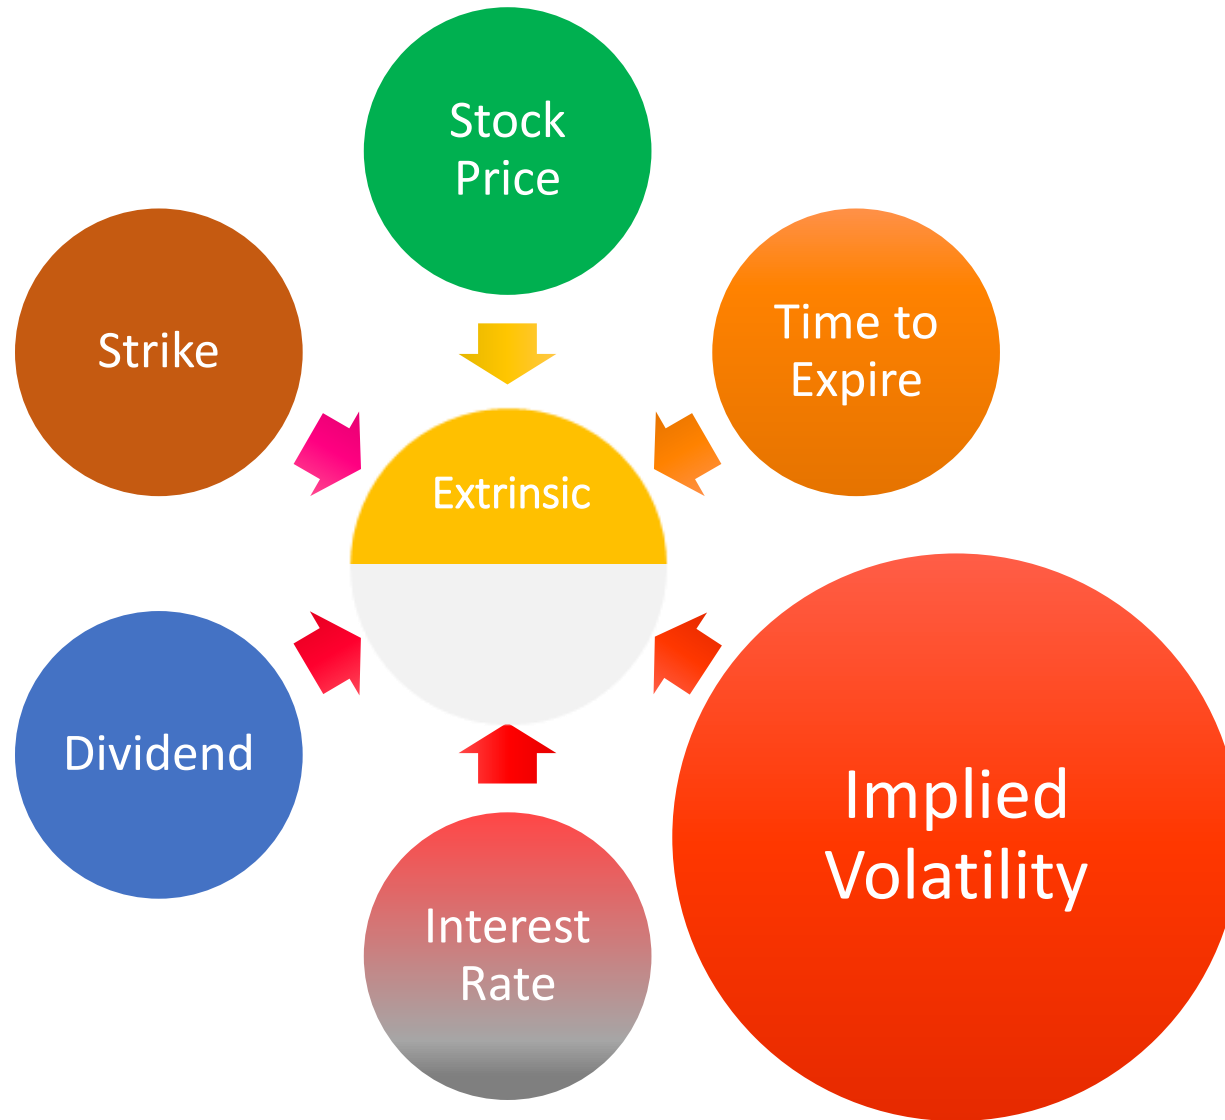 Stock
Price
Strike
Time to
Expire
Extrinsic
Dividend
Implied
Volatility
Interest
Rate